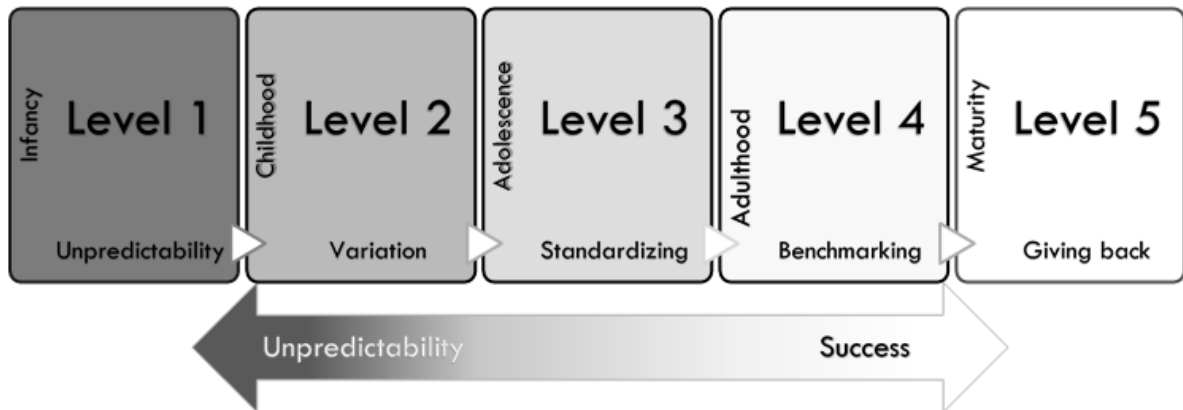 Infancy
Level 1
Unpredictability
Childhood
Level 2
Variation
Adolescence
Level 3
Standardizing
Adulthood
Level 4
Benchmarking
Maturity
Level 5
Giving back
Unpredictability
Success